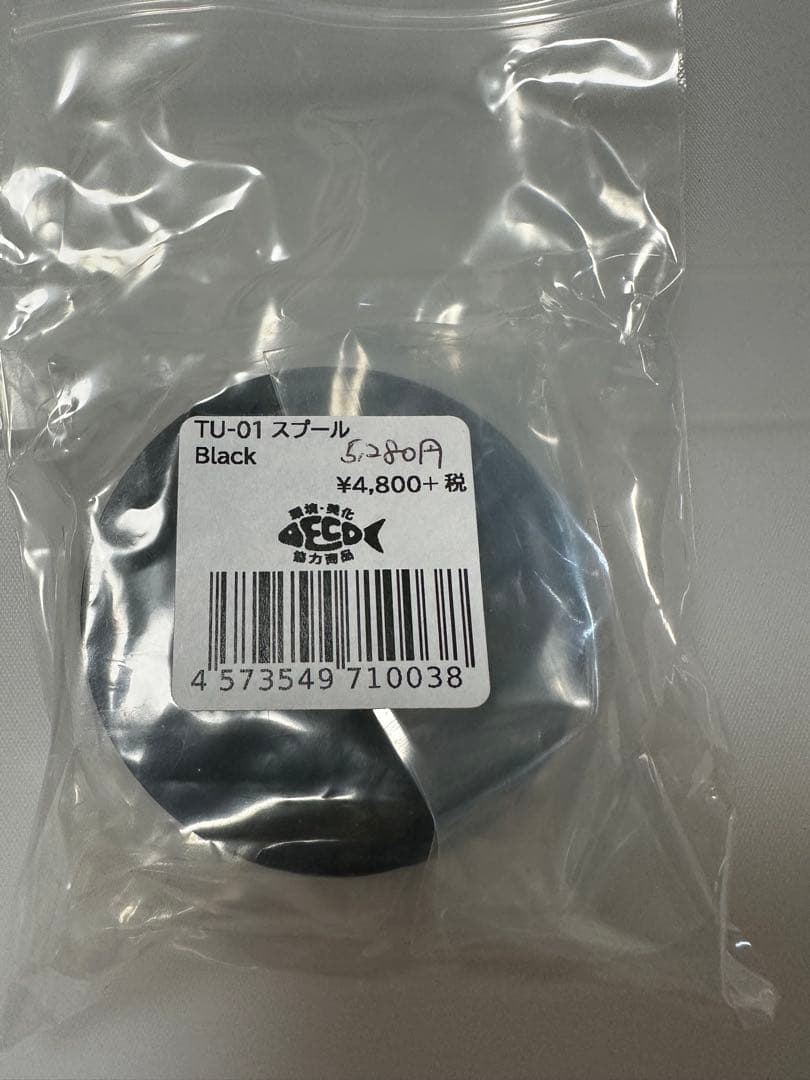 TU-01 スプール
Black 5,280円
¥4,800+ 税
環境・美化
ECO
協力商品
4 573549 710038